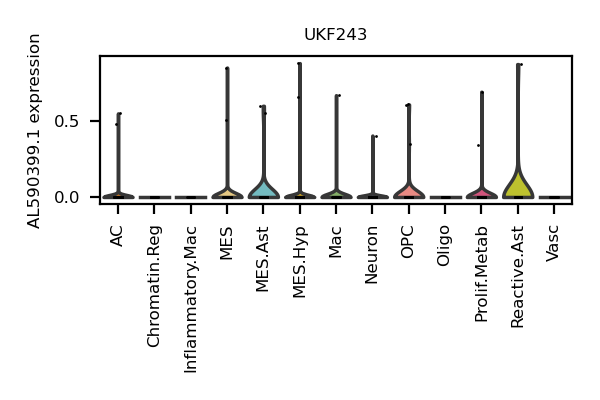 UKF243
AL590399.1 expression
0.5
0.0
AC
Chromatin.Reg
Inflammatory.Mac
MES
MES.Ast
MES.Hyp
Mac
Neuron
OPC
Oligo
Prolif.Metab
Reactive.Ast
Vasc